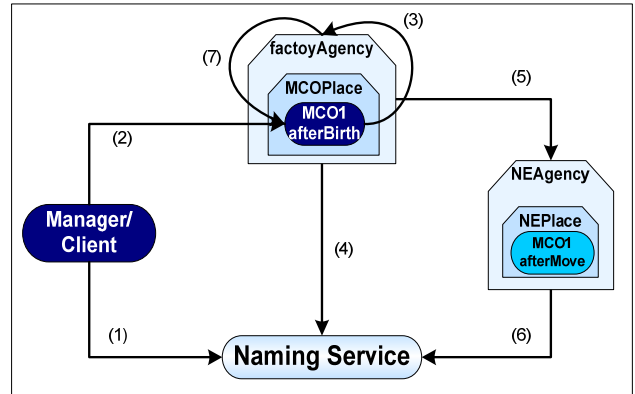 (3)
(7)
factoyAgency
MCOPlace
MCO1
afterBirth
(5)
(2)
NEAgency
NEPlace
MCO1
afterMove
Manager/
Client
(4)
(1)
(6)
Naming Service